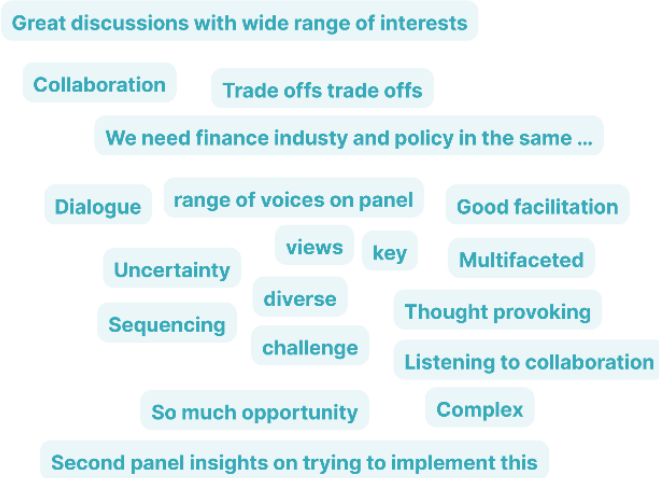 Great discussions with wide range of interests
Collaboration
Trade offs trade offs
We need finance industy and policy in the same ...
Dialogue
range of voices on panel
Good facilitation
views
key
Multifaceted
Uncertainty
diverse
Sequencing
Thought provoking
challenge
Listening to collaboration
So much opportunity
Complex
Second panel insights on trying to implement this